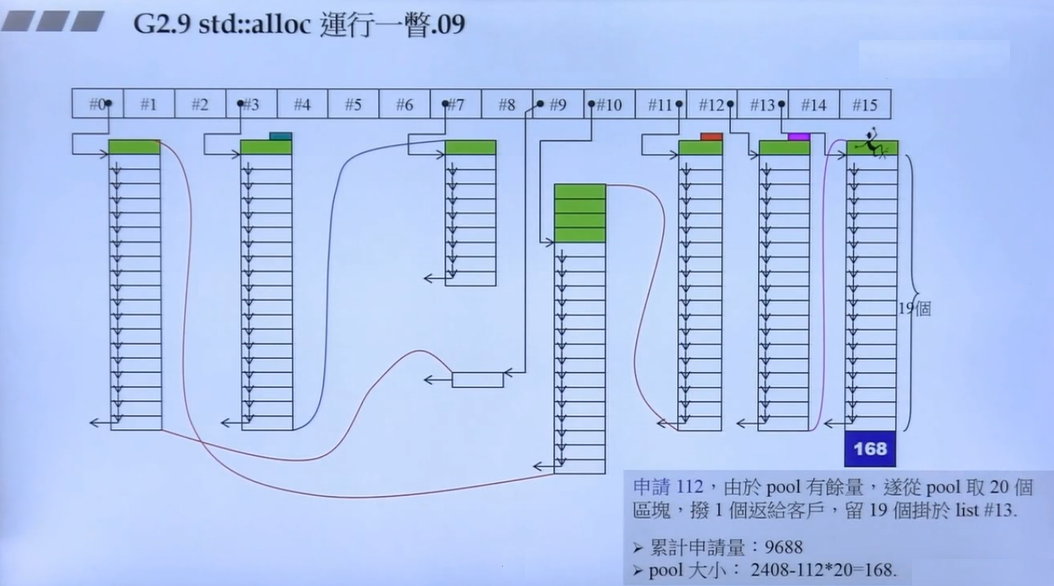 G2.9 std::alloc 運行一瞥.09
#0 #1 #2 #3 #4 #5 #6 #7 #8 #9 #10 #11 #12 #13 #14 #15
19個
168
申請 112，由於 pool 有餘量，遂從 pool 取 20 個
區塊，撥 1 個返給客戶，留 19 個掛於 list #13.
➢ 累計申請量：9688
➢ pool 大小： 2408-112*20=168.